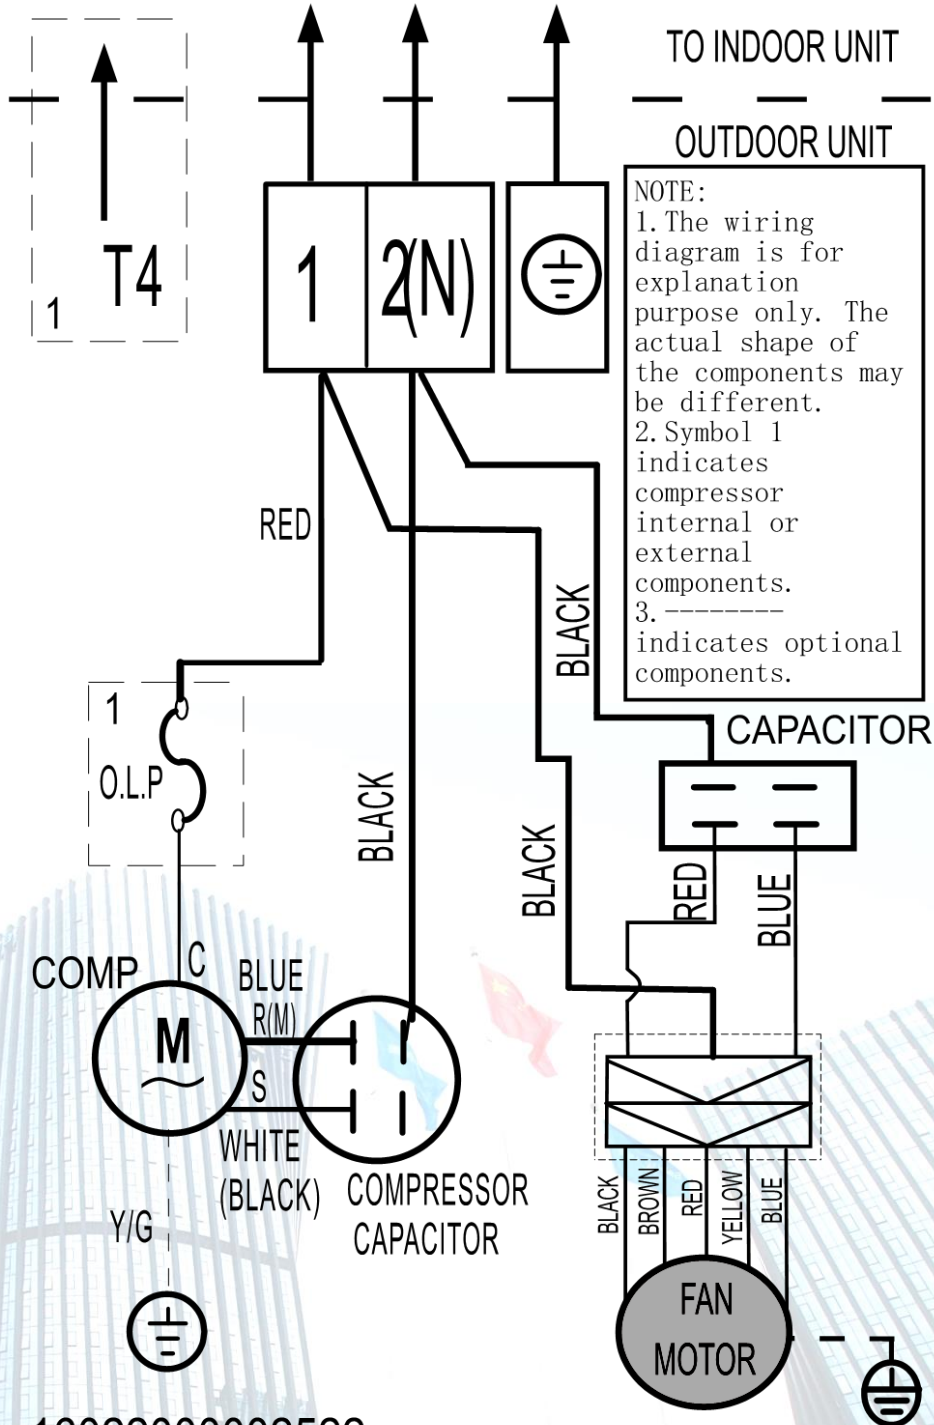 TO INDOOR UNIT
OUTDOOR UNIT
T4
1
1
2(N)
NOTE:
1.The wiring
diagram is for
explanation
purpose only. The
actual shape of
the components may
be different.
2.Symbol 1
indicates
compressor
internal or
external
components.
3.--------
indicates optional
components.
RED
BLACK
BLACK
BLACK
CAPACITOR
1
O.L.P
RED
BLUE
COMP
C
BLUE
R(M)
M
S
WHITE
(BLACK)
COMPRESSOR
CAPACITOR
Y/G
BLACK
BROWN
RED
YELLOW
BLUE
FAN
MOTOR